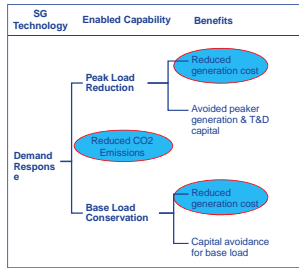 SG
Technology
Enabled Capability
Benefits
Peak Load
Reduction
Reduced
generation cost
Avoided peaker
generation & T&D
capital
Reduced CO2
Emissions
Demand
Respons
e
Base Load
Conservation
Reduced
generation cost
Capital avoidance
for base load